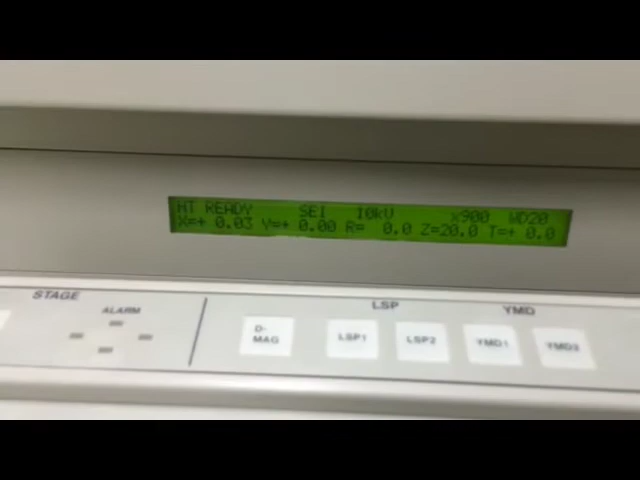 HT READY SEI 10kV x900 WD20
X=+ 0.03 Y=+ 0.00 R= 0.0 Z=20.0 T=+ 0.0
STAGE
ALARM
LSP
YMD
D-
MAG
LSP1
LSP2
YMD1
YMD2